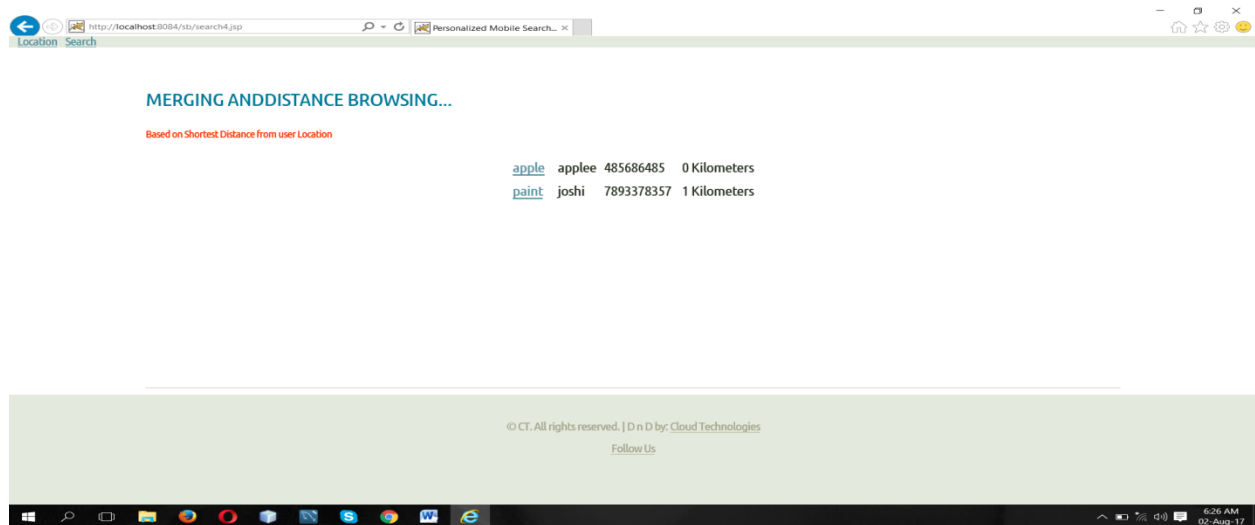 http://localhost:8084/sb/search4.jsp
Personalized Mobile Search...
Location Search
MERGING ANDDISTANCE BROWSING...
Based on Shortest Distance from user Location
apple applee 485686485 0 Kilometers
paint joshi 7893378357 1 Kilometers
© CT. All rights reserved. | D n D by: Cloud Technologies
Follow Us
6:26 AM
02-Aug-17